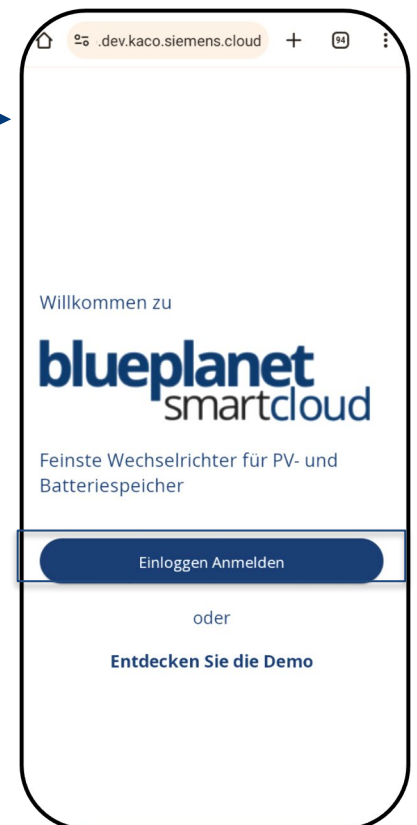 .dev.kaco.siemens.cloud 94
Willkommen zu
blueplanet
smartcloud
Feinste Wechselrichter für PV- und
Batteriespeicher
Einloggen Anmelden
oder
Entdecken Sie die Demo